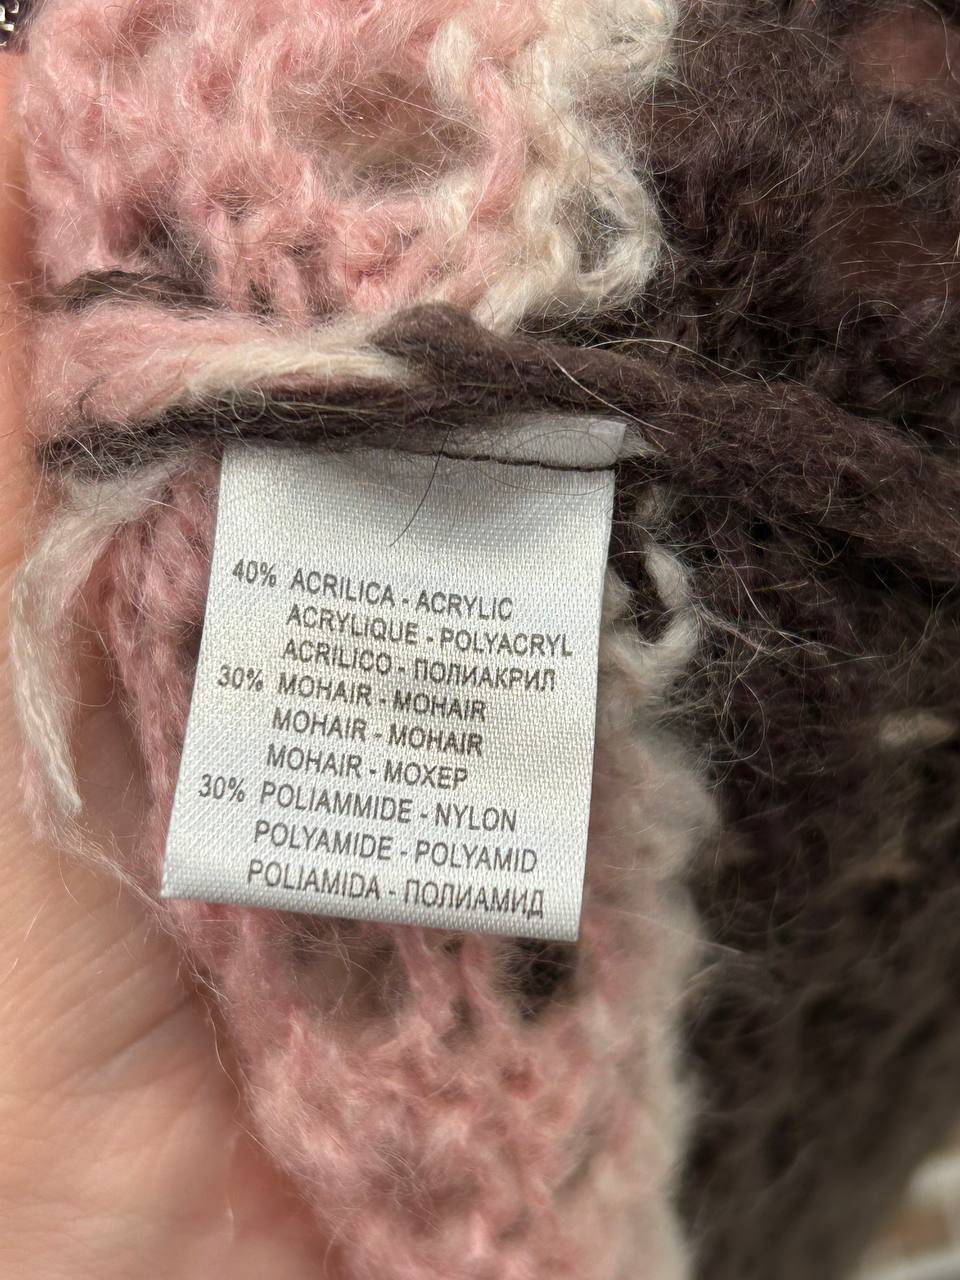 40% ACRILICA - ACRYLIC
ACRYLIQUE - POLYACRYL
ACRILICO - ПОЛИАКРИЛ
30% MOHAIR - MOHAIR
MOHAIR - MOHAIR
MOHAIR - МОХЕР
30% POLIAMMIDE - NYLON
POLYAMIDE - POLYAMID
POLIAMIDA - ПОЛИАМИД